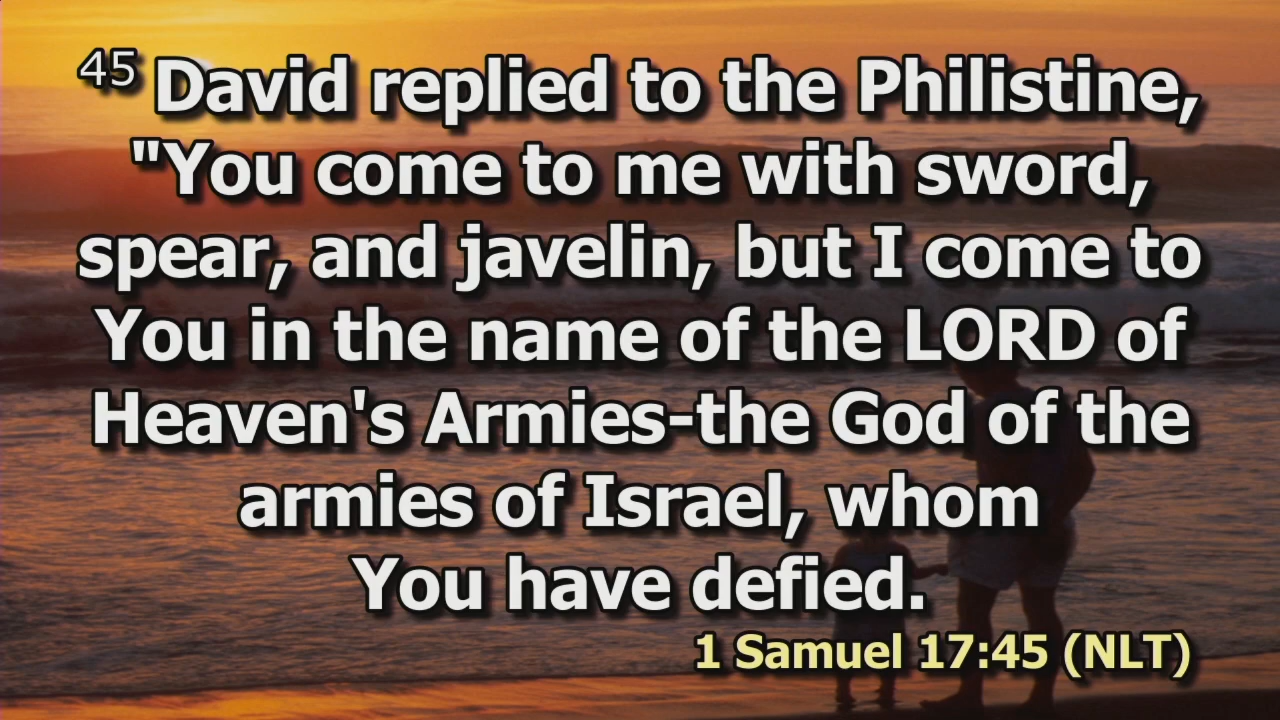 45 David replied to the Philistine,
"You come to me with sword,
spear, and javelin, but I come to
You in the name of the LORD of
Heaven's Armies-the God of the
armies of Israel, whom
You have defied.
1 Samuel 17:45 (NLT)